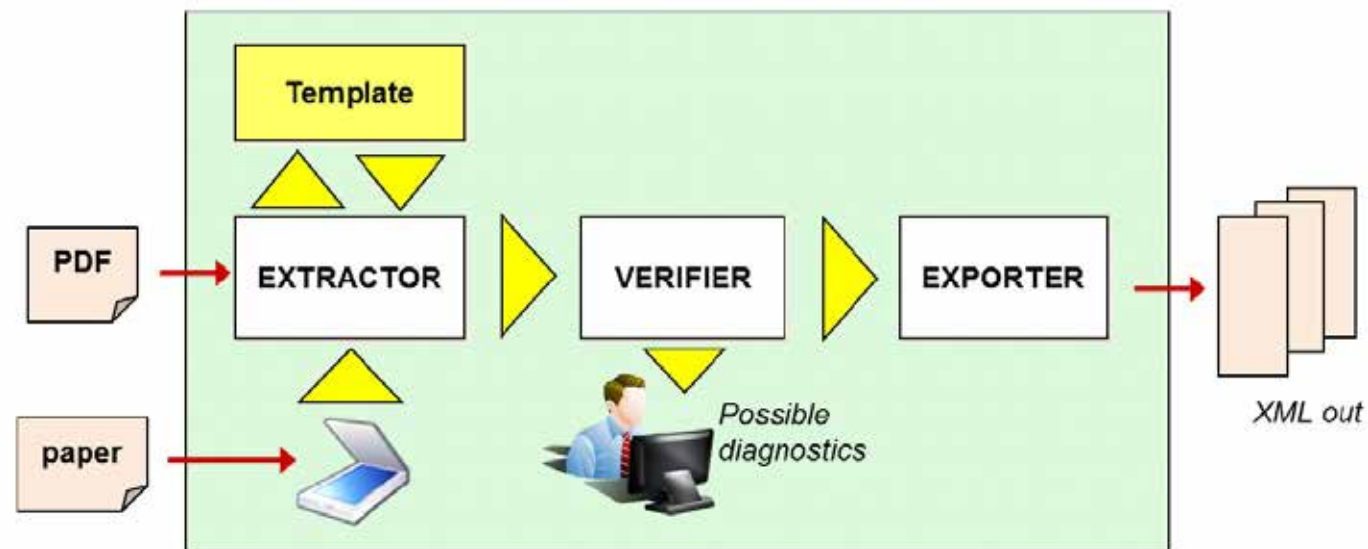 Template
PDF
EXTRACTOR
VERIFIER
EXPORTER
paper
Possible
diagnostics
XML out